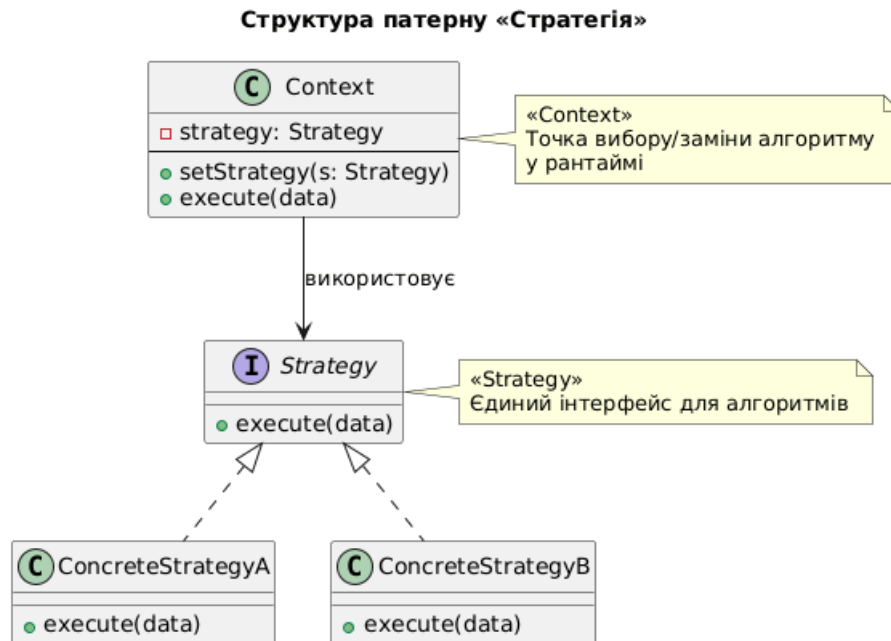 Структура патерну «Стратегія»
C Context
strategy: Strategy
setStrategy(s: Strategy)
execute(data)
«Context»
Точка вибору/заміни алгоритму
у рантаймі
використовує
I Strategy
execute(data)
«Strategy»
Єдиний інтерфейс для алгоритмів
C ConcreteStrategyA
execute(data)
C ConcreteStrategyB
execute(data)